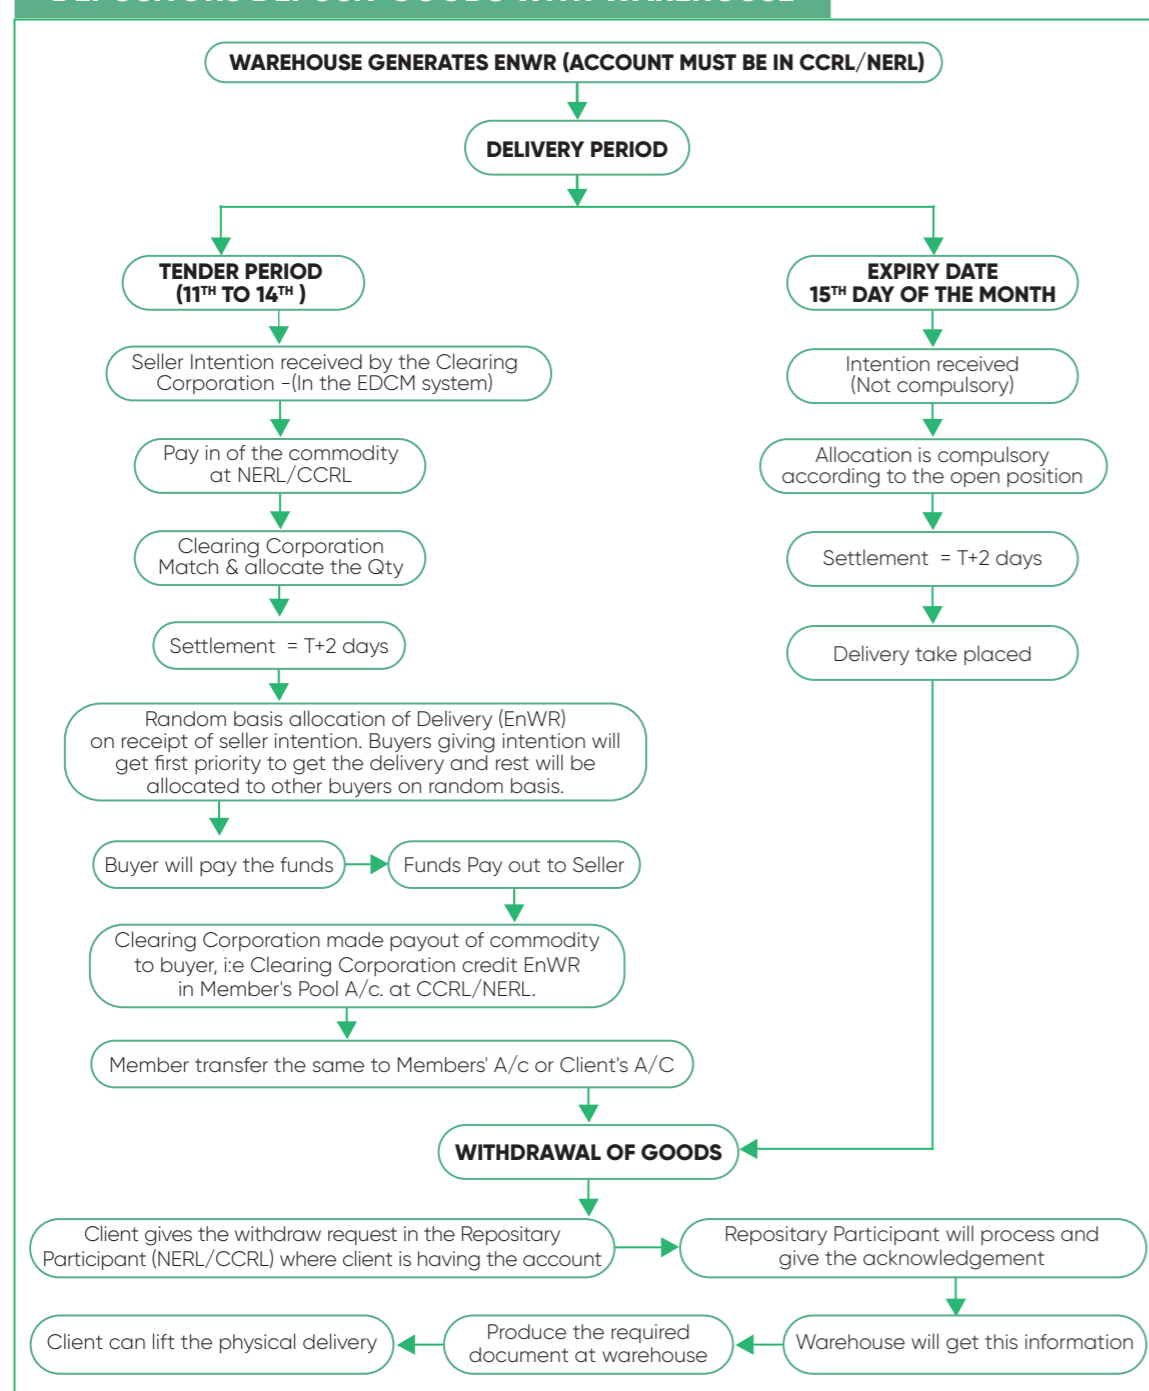 DEPOSITORS DEPOSIT GOODS WITH WAREHOUSE
WAREHOUSE GENERATES ENWR (ACCOUNT MUST BE IN CCRL/NERL)
DELIVERY PERIOD
TENDER PERIOD
(11TH TO 14TH )
Seller Intention received by the Clearing
Corporation -(In the EDCM system)
Pay in of the commodity
at NERL/CCRL
Clearing Corporation
Match & allocate the Qty
Settlement = T+2 days
Random basis allocation of Delivery (EnWR)
on receipt of seller intention. Buyers giving intention will
get first priority to get the delivery and rest will be
allocated to other buyers on random basis.
Buyer will pay the funds
Funds Pay out to Seller
Clearing Corporation made payout of commodity
to buyer, i:e Clearing Corporation credit EnWR
in Member's Pool A/c. at CCRL/NERL.
Member transfer the same to Members' A/c or Client's A/C
EXPIRY DATE
15TH DAY OF THE MONTH
Intention received
(Not compulsory)
Allocation is compulsory
according to the open position
Settlement = T+2 days
Delivery take placed
WITHDRAWAL OF GOODS
Client gives the withdraw request in the Repositary
Participant (NERL/CCRL) where client is having the account
Repositary Participant will process and
give the acknowledgement
Warehouse will get this information
Produce the required
document at warehouse
Client can lift the physical delivery